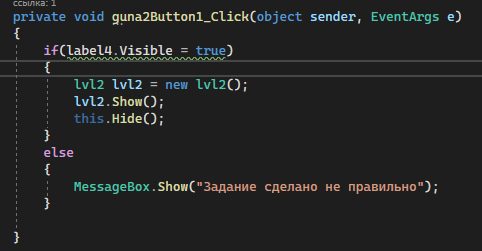 ссылка: 1
private void guna2Button1_Click(object sender, EventArgs e)
{
if(label4.Visible = true)
{
lvl2 lvl2 = new lvl2();
lvl2.Show();
this.Hide();
}
else
{
MessageBox.Show("Задание сделано не правильно");
}
}